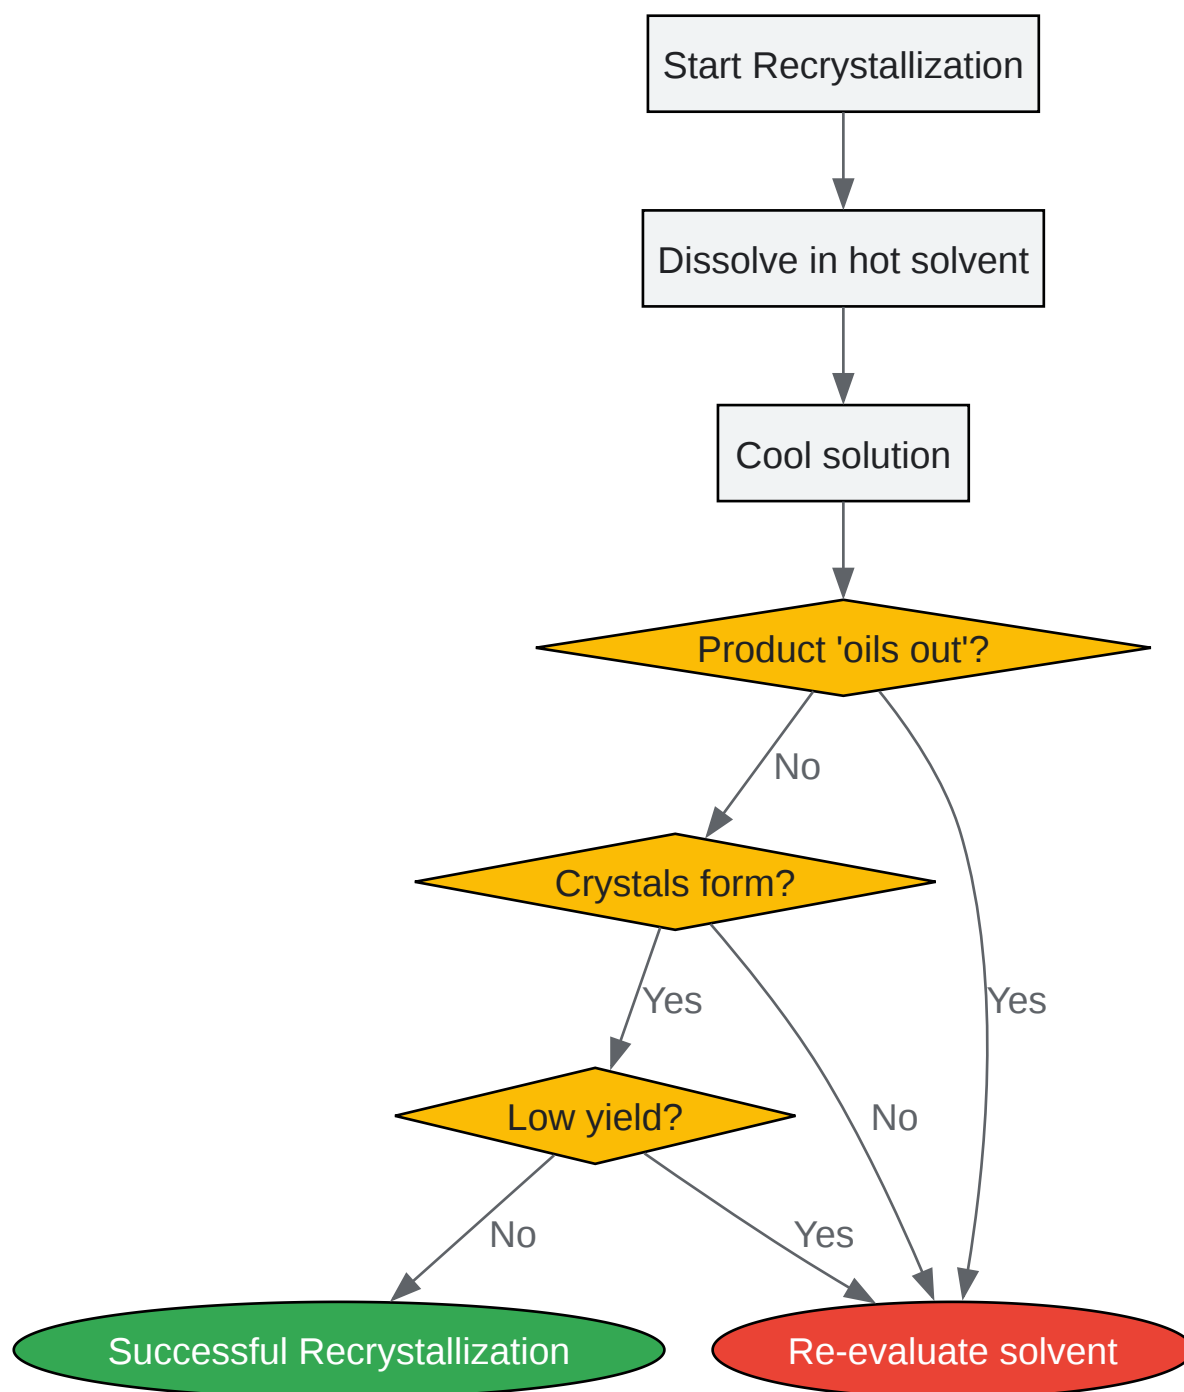 Start Recrystallization
Dissolve in hot solvent
Cool solution
Product 'oils out'?
No
Crystals form?
Yes
Yes
Low yield?
No
No
Yes
Successful Recrystallization
Re-evaluate solvent